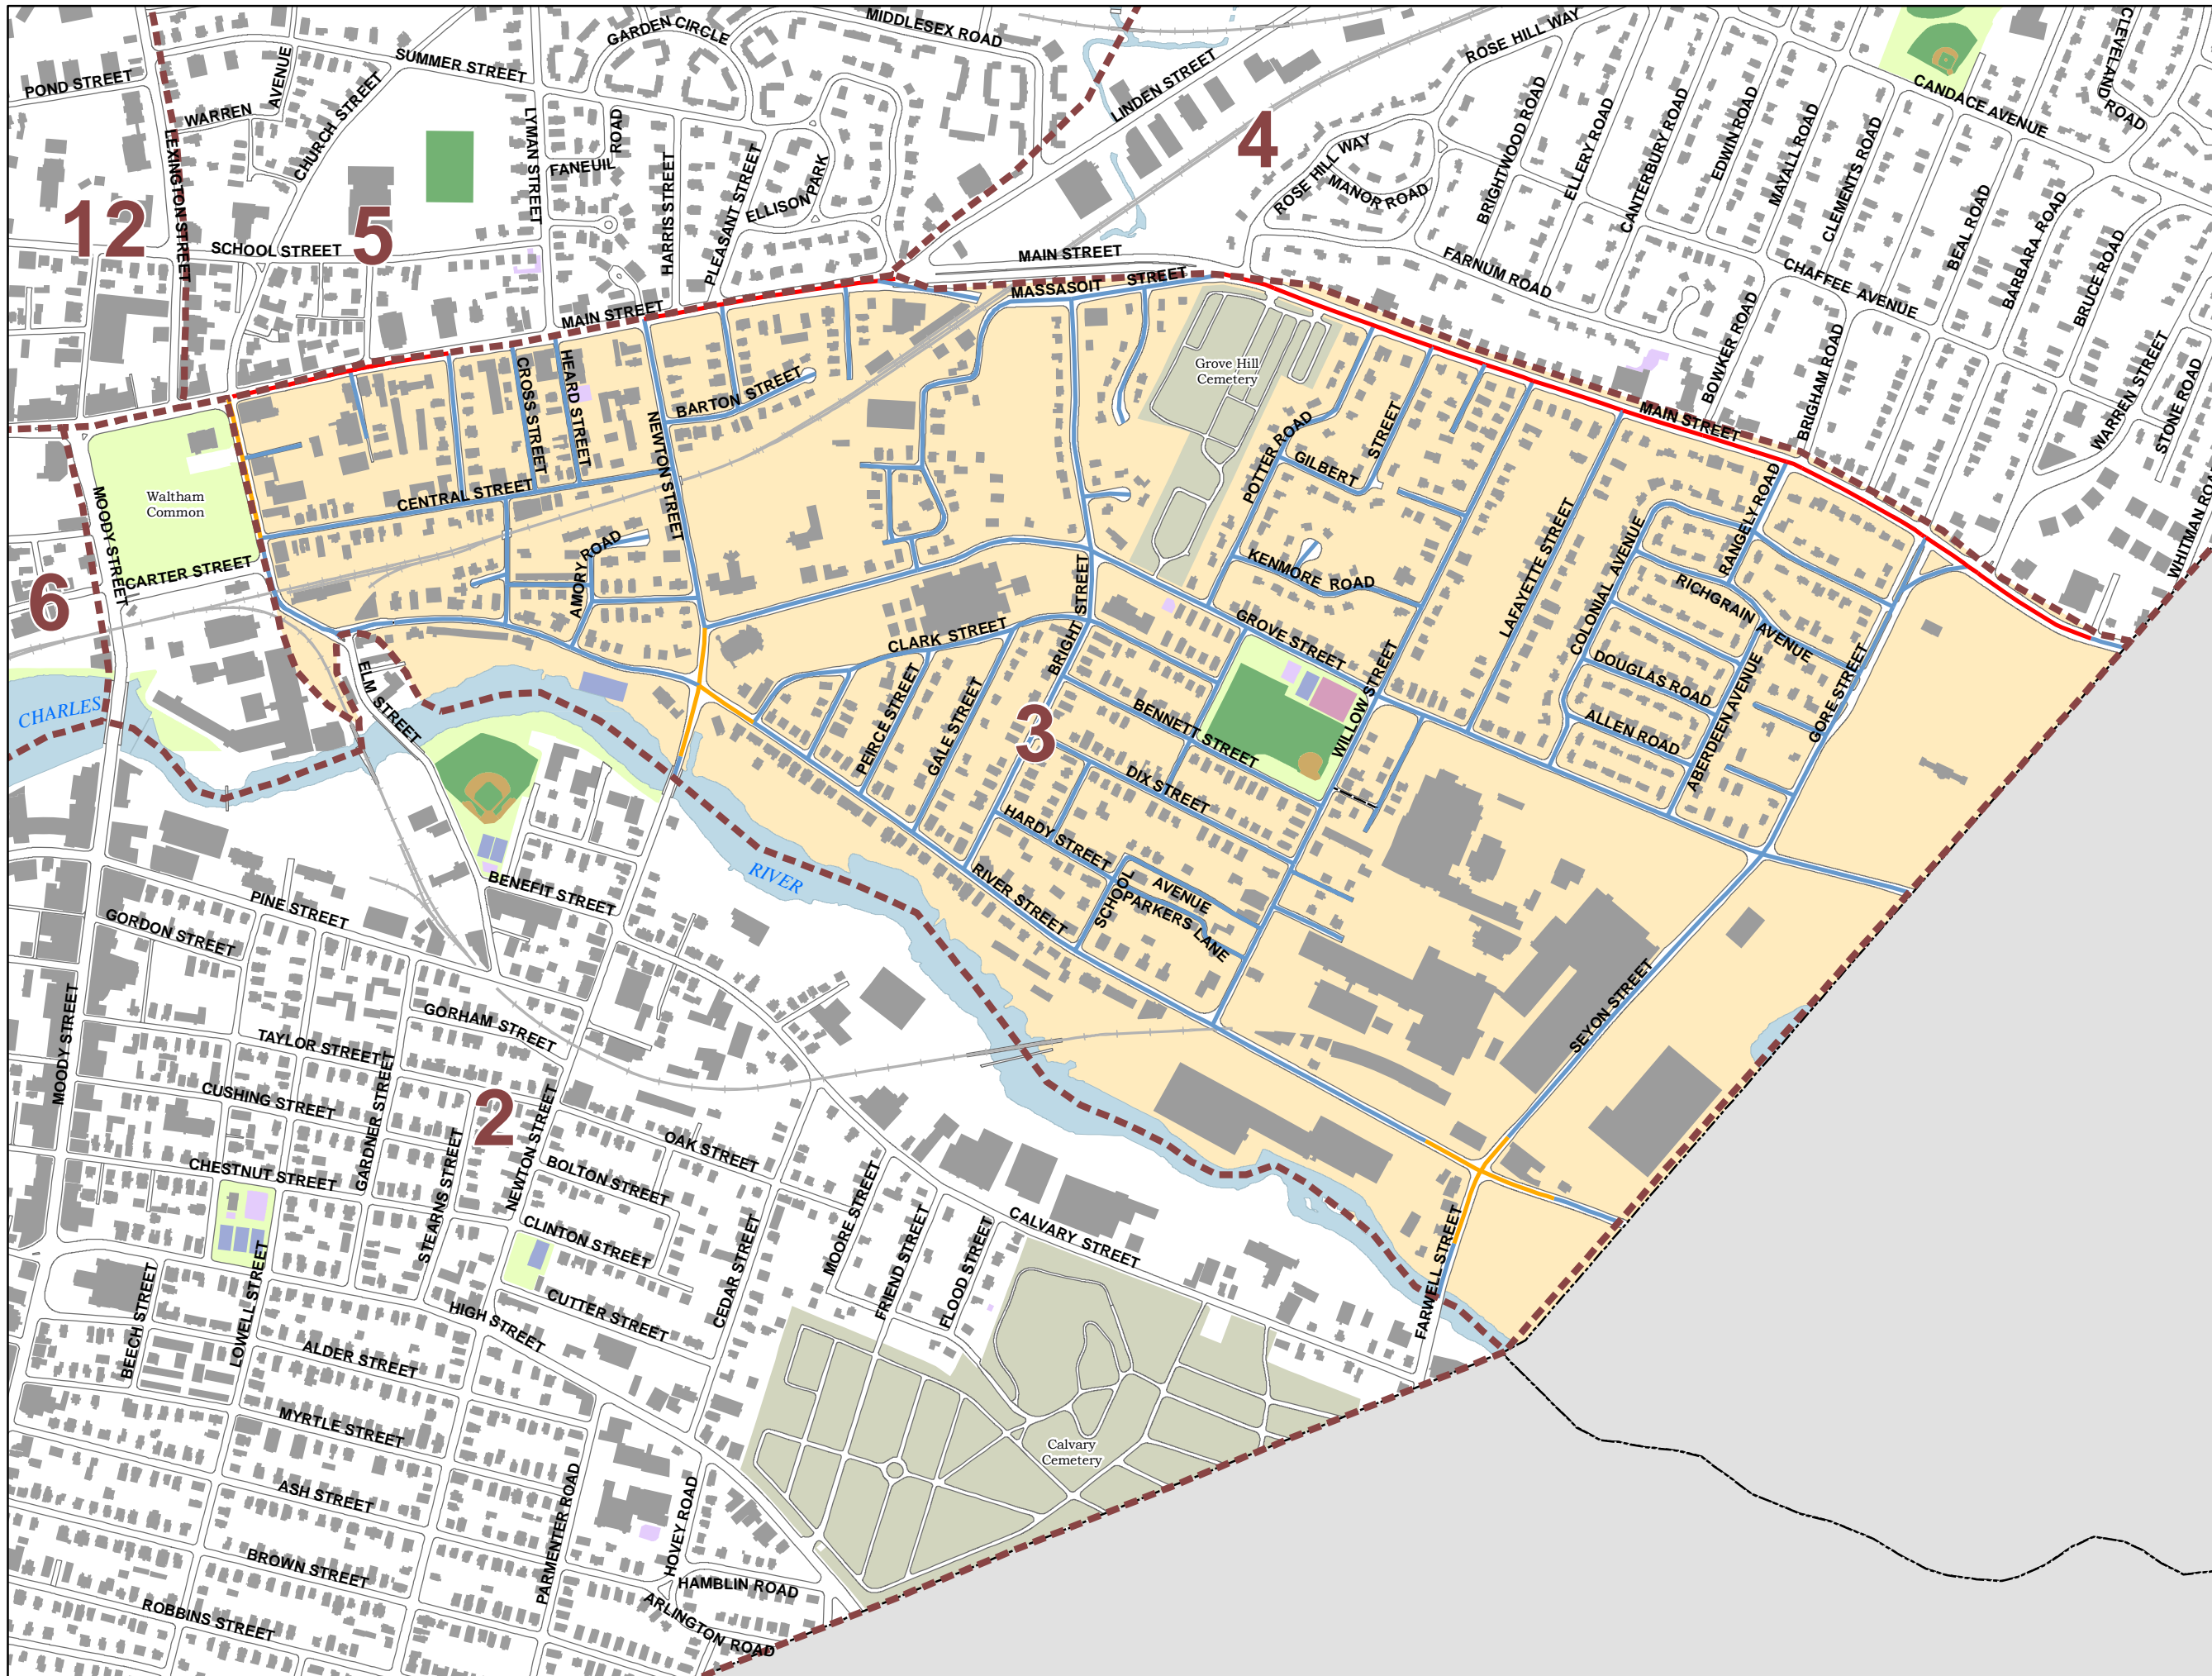 POND STREET
WARREN
AVENUE
SUMMER STREET
CHURCH STREET
LEXINGTON STREET
GARDEN CIRCLE
MIDDLESEX ROAD
LYMAN STREET
FANEUIL
ROAD
HARRIS STREET
PLEASANT STREET
ELLISON PARK
LINDEN STREET
ROSE HILL WAY
4
ROSE HILL WAY
MANOR ROAD
BRIGHTWOOD ROAD
ELLERY ROAD
CANTERBURY ROAD
EDWIN ROAD
MAYALL ROAD
CLEMENTS ROAD
CANDACE AVENUE
CLEVELAND
ROAD
BEAL ROAD
BARBARA ROAD
BRUCE ROAD
12
5
SCHOOL STREET
MAIN STREET
MAIN STREET
MASSASOIT
STREET
FARNUM ROAD
CHAFFEE AVENUE
BOWKER ROAD
BRIGHAM ROAD
WARREN STREET
STONE ROAD
WHITMAN ROA
MAIN STREET
Grove Hill
Cemetery
CROSS STREET
HEARD STREET
BARTON STREET
NEWTON STREET
CENTRAL STREET
Waltham
Common
MOODY STREET
CARTER STREET
6
AMORY ROAD
POTTER ROAD
GILBERT
STREET
KENMORE ROAD
GROVE STREET
BRIGHT STREET
CLARK STREET
LAFAYETTE STREET
COLONIAL AVENUE
RANGELY ROAD
RICHGRAIN AVENUE
DOUGLAS ROAD
ALLEN ROAD
ABERDEEN AVENUE
GORE STREET
WILLOW STREET
CHARLES
ELM STREET
PEIRCE STREET
GALE STREET
3
BENNETT STREET
DIX STREET
HARDY STREET
RIVER STREET
SCHOOL
AVENUE
PARKERS LANE
RIVER
SEYON STREET
FARWELL STREET
BENEFIT STREET
PINE STREET
GORDON STREET
MOODY STREET
GORHAM STREET
TAYLOR STREET
CUSHING STREET
GARDNER STREET
2
NEWTON STREET
STEARNS STREET
CHESTNUT STREET
OAK STREET
BOLTON STREET
CLINTON STREET
CUTTER STREET
CEDAR STREET
MOORE STREET
FRIEND STREET
FLOOD STREET
CALVARY STREET
HIGH STREET
BEECH STREET
LOWELL STREET
ALDER STREET
MYRTLE STREET
ASH STREET
BROWN STREET
ROBBINS STREET
PARMENTER ROAD
HOVEY ROAD
HAMBLIN ROAD
ARLINGTON ROAD
Calvary
Cemetery